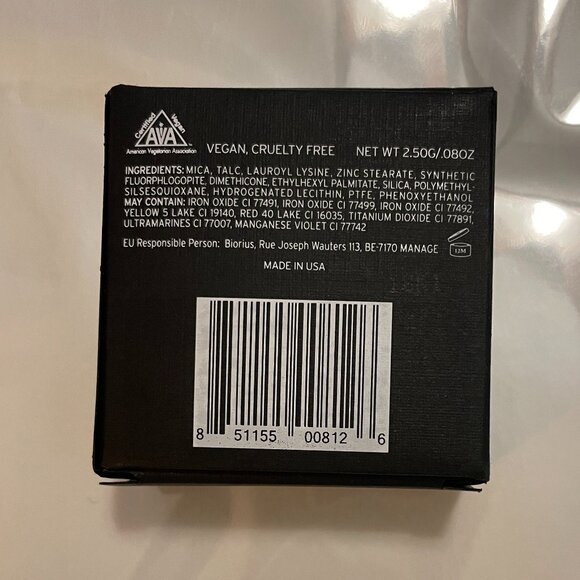 Certified Vegan
by
AVA
American Vegetarian Association
VEGAN, CRUELTY FREE NET WT 2.50G/.08OZ
INGREDIENTS: MICA, TALC, LAUROYL LYSINE, ZINC STEARATE, SYNTHETIC
FLUORPHLOGOPITE, DIMETHICONE, ETHYLHEXYL PALMITATE, SILICA, POLYMETHYL-
SILSESQUIOXANE, HYDROGENATED LECITHIN, PTFE, PHENOXYETHANOL
MAY CONTAIN: IRON OXIDE CI 77491, IRON OXIDE CI 77499, IRON OXIDE CI 77492,
YELLOW 5 LAKE CI 19140, RED 40 LAKE CI 16035, TITANIUM DIOXIDE CI 77891,
ULTRAMARINES CI 77007, MANGANESE VIOLET CI 77742
EU Responsible Person: Biorius, Rue Joseph Wauters 113, BE-7170 MANAGE
12M
MADE IN USA
8 51155 00812 6